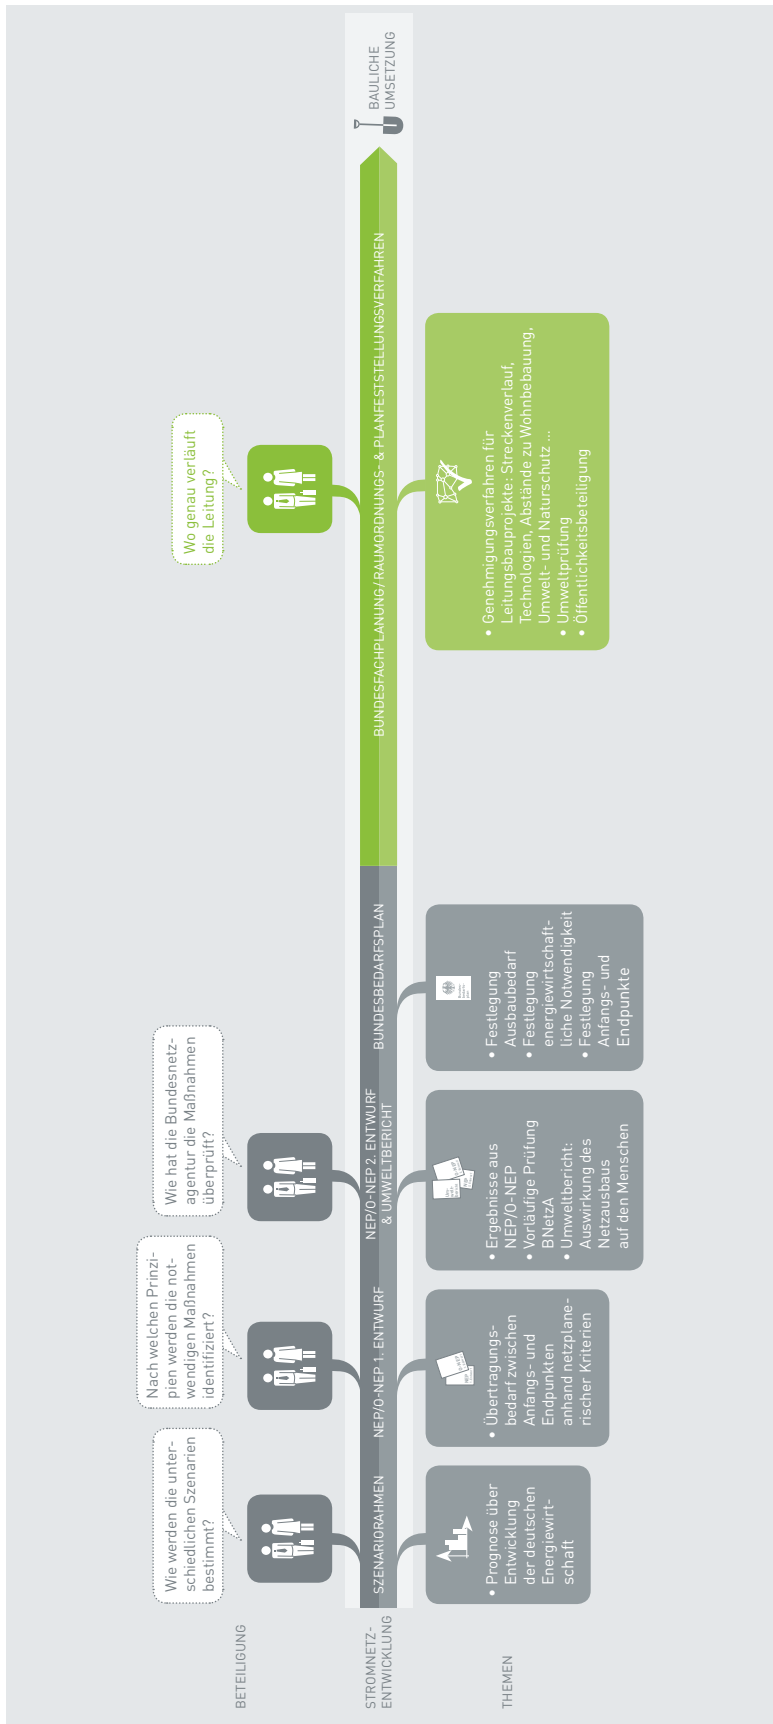 BETEILIGUNG
Wie werden die unter-
schiedlichen Szenarien
bestimmt?
Nach welchen Prinzi-
pien werden die not-
wendigen Maßnahmen
identifiziert?
Wie hat die Bundesnetz-
agentur die Maßnahmen
überprüft?
Wo genau verläuft
die Leitung?
STROMNETZ-
ENTWICKLUNG
SZENARIORAHMEN
NEP/O-NEP 1. ENTWURF
NEP/O-NEP 2. ENTWURF
& UMWELTBERICHT
BUNDESBEDARFSPLAN
BUNDESFACHPLANUNG/RAUMORDNUNGS- & PLANFESTSTELLUNGSVERFAHREN
BAULICHE
UMSETZUNG
THEMEN
• Prognose über
Entwicklung
der deutschen
Energiewirt-
schaft
NEP
O-NEP
• Übertragungs-
bedarf zwischen
Anfangs- und
Endpunkten
anhand netzplane-
rischer Kriterien
• Ergebnisse aus
NEP/O-NEP
• Vorläufige Prüfung
BNetzA
• Umweltbericht:
Auswirkung des
Netzausbaus
auf den Menschen
• Festlegung
Ausbaubedarf
• Festlegung
energiewirtschaft-
liche Notwendigkeit
• Festlegung
Anfangs- und
Endpunkte
• Genehmigungsverfahren für
Leitungsbauprojekte: Streckenverlauf,
Technologien, Abstände zu Wohnbebauung,
Umwelt- und Naturschutz ...
• Umweltprüfung
• Öffentlichkeitsbeteiligung